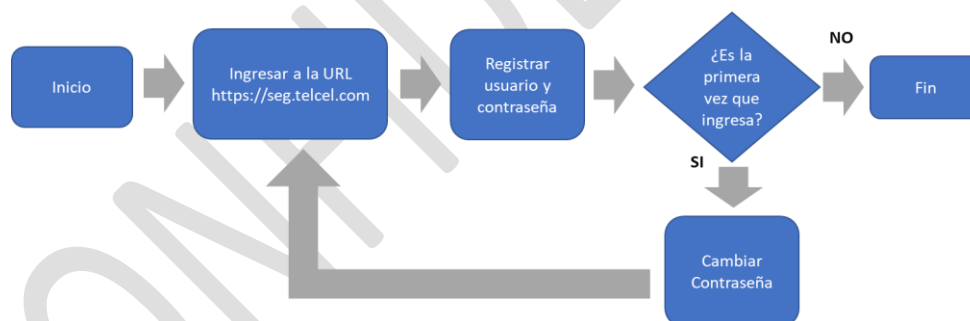 Inicio
Ingresar a la URL
https://seg.telcel.com
Registrar
usuario y
contraseña
¿Es la
primera
vez que
ingresa?
NO
Fin
SI
Cambiar
Contraseña